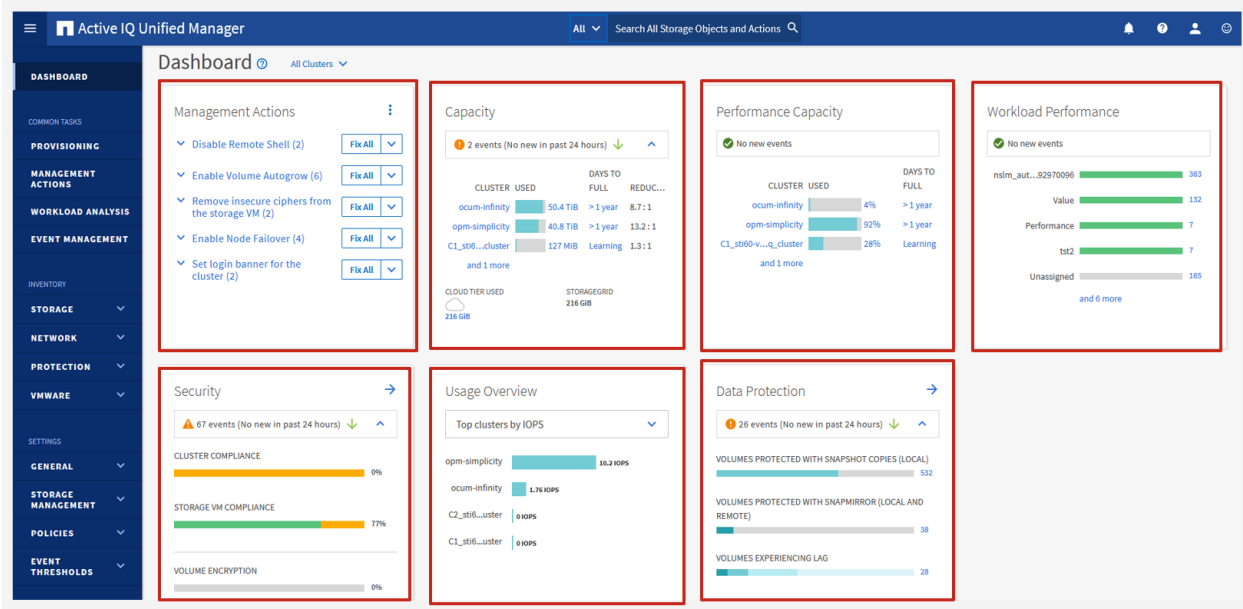 Active IQ Unified Manager
All
Search All Storage Objects and Actions
DASHBOARD
COMMON TASKS
PROVISIONING
MANAGEMENT
ACTIONS
WORKLOAD ANALYSIS
EVENT MANAGEMENT
INVENTORY
STORAGE
NETWORK
PROTECTION
VMWARE
SETTINGS
GENERAL
STORAGE
MANAGEMENT
POLICIES
EVENT
THRESHOLDS
Dashboard
All Clusters
Management Actions
Disable Remote Shell (2) Fix All
Enable Volume Autogrow (6) Fix All
Remove insecure ciphers from
the storage VM (2) Fix All
Enable Node Failover (4) Fix All
Set login banner for the
cluster (2) Fix All
Capacity
2 events (No new in past 24 hours)
DAYS TO
CLUSTER USED FULL REDUC...
ocum-infinity 50.4 TiB > 1 year 8.7 : 1
opm-simplicity 40.8 TiB > 1 year 13.2 : 1
C1_sti6...cluster 127 MiB Learning 1.3 : 1
and 1 more
CLOUD TIER USED STORAGEGRID
216 GiB
216 GiB
Performance Capacity
No new events
DAYS TO
CLUSTER USED FULL
ocum-infinity 4% > 1 year
opm-simplicity 92% > 1 year
C1_sti60-v...q_cluster 28% Learning
and 1 more
Workload Performance
No new events
nslm_aut...92970096 363
Value 132
Performance 7
tst2 7
Unassigned 165
and 6 more
Security
67 events (No new in past 24 hours)
CLUSTER COMPLIANCE
0%
STORAGE VM COMPLIANCE
77%
VOLUME ENCRYPTION
0%
Usage Overview
Top clusters by IOPS
opm-simplicity 10.2 IOPS
ocum-infinity 1.76 IOPS
C2_sti6...uster 0 IOPS
C1_sti6...uster 0 IOPS
Data Protection
26 events (No new in past 24 hours)
VOLUMES PROTECTED WITH SNAPSHOT COPIES (LOCAL)
532
VOLUMES PROTECTED WITH SNAPMIRROR (LOCAL AND
REMOTE)
38
VOLUMES EXPERIENCING LAG
28